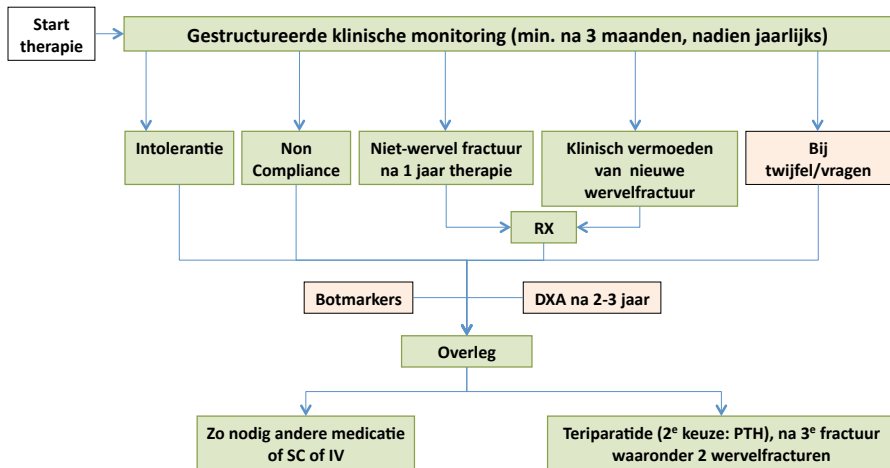 Start
therapie
Gestructureerde klinische monitoring (min. na 3 maanden, nadien jaarlijks)
Intolerantie
Non
Compliance
Niet-wervel fractuur
na 1 jaar therapie
Klinisch vermoeden
van nieuwe
wervelfractuur
Bij
twijfel/vragen
RX
Botmarkers
DXA na 2-3 jaar
Overleg
Zo nodig andere medicatie
of SC of IV
Teriparatide (2e keuze: PTH), na 3e fractuur
waaronder 2 wervelfracturen